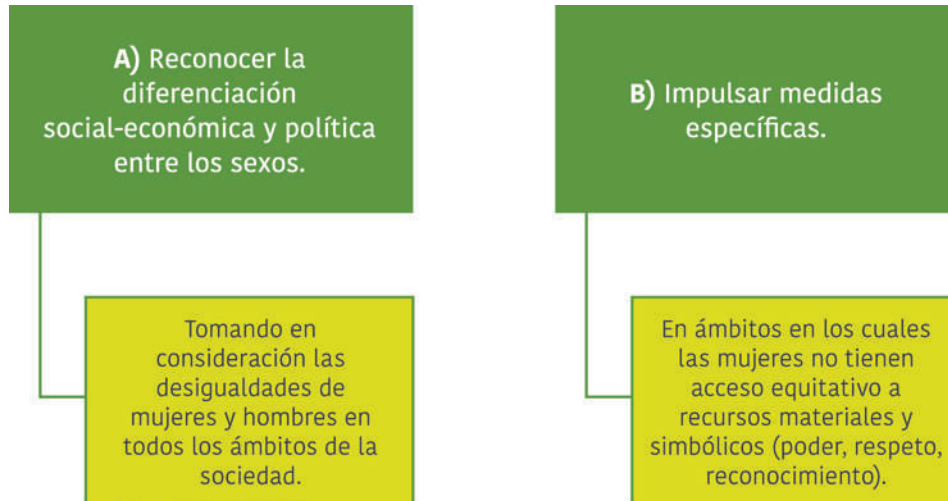 A) Reconocer la
diferenciación
social-económica y política
entre los sexos.
Tomando en
consideración las
desigualdades de
mujeres y hombres en
todos los ámbitos de la
sociedad.
B) Impulsar medidas
específicas.
En ámbitos en los cuales
las mujeres no tienen
acceso equitativo a
recursos materiales y
simbólicos (poder, respeto,
reconocimiento).